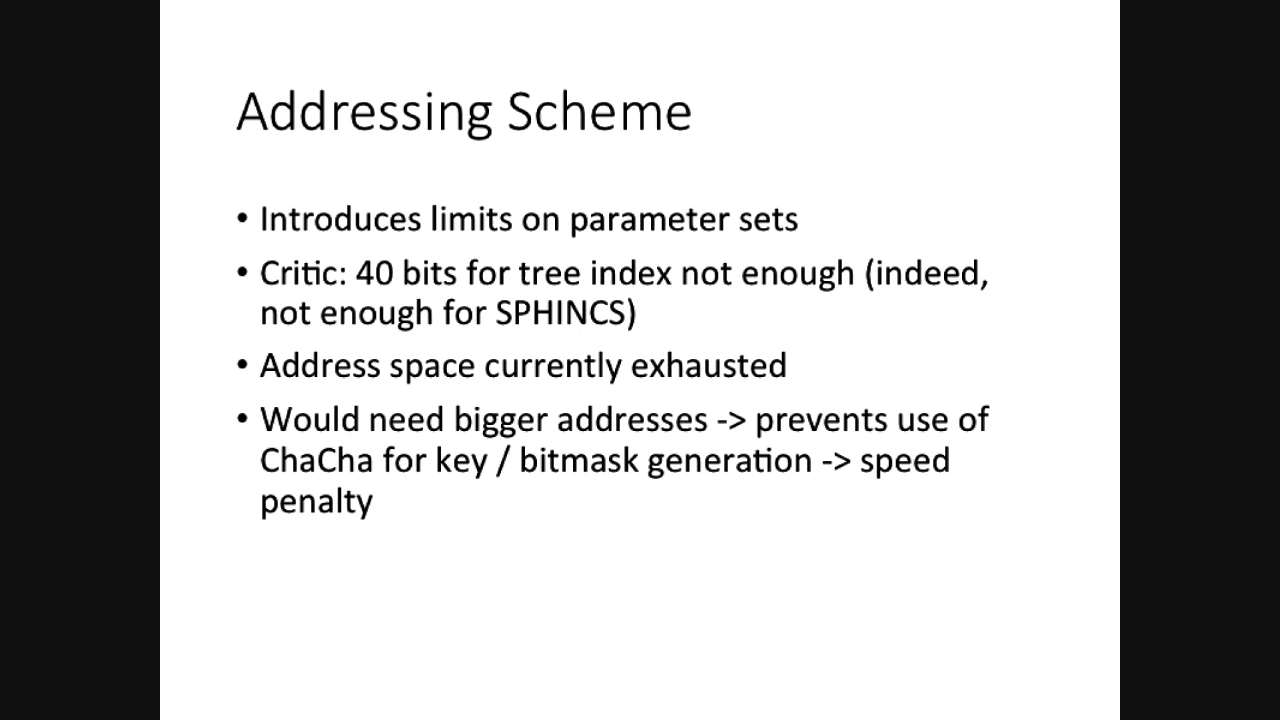 Addressing Scheme
• Introduces limits on parameter sets
• Critic: 40 bits for tree index not enough (indeed,
not enough for SPHINCS)
• Address space currently exhausted
• Would need bigger addresses -> prevents use of
ChaCha for key / bitmask generation -> speed
penalty